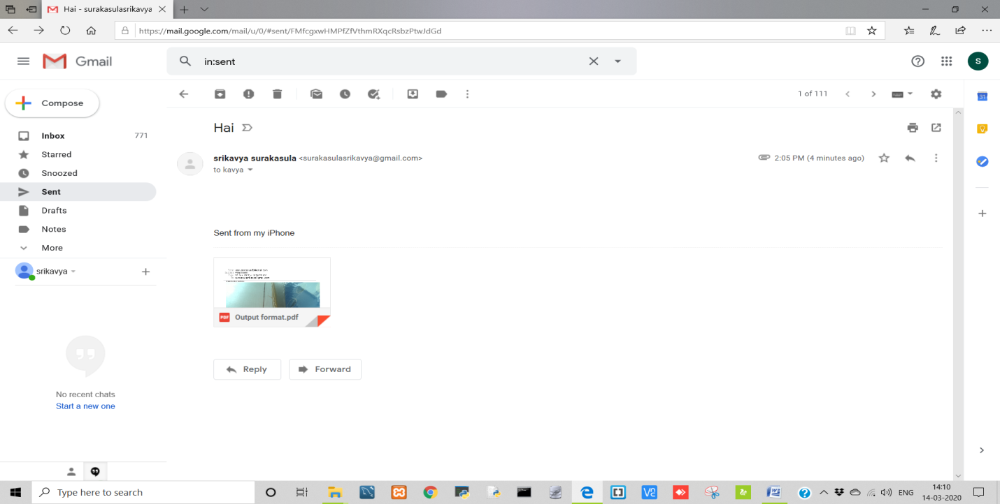 Hai - surakasulasrikavya
https://mail.google.com/mail/u/0/#sent/FMfcgxwHMPfZfVthmRXqcRsbzPtwJdGd
Gmail
in:sent
S
Compose
1 of 111
31
Hai
Inbox 771
Starred
Snoozed
Sent
Drafts
Notes
More
srikavya
srikavya surakasula <surakasulasrikavya@gmail.com>
2:05 PM (4 minutes ago)
to kavya
Sent from my iPhone
PDF Output format.pdf
Reply
Forward
No recent chats
Start a new one
Type here to search
ENG
14:10
14-03-2020